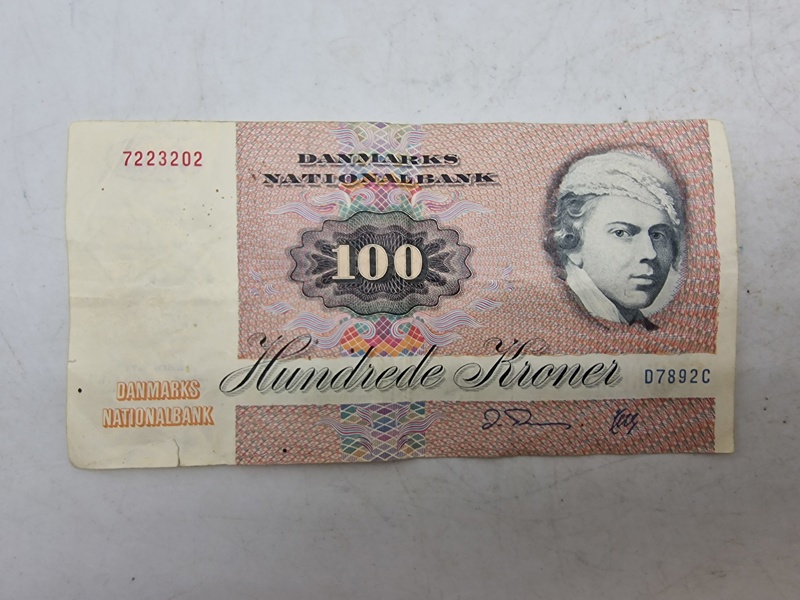 7223202
DANMARKS
NATIONALBANK
100
Hundrede Kroner
D7892C
DANMARKS
NATIONALBANK